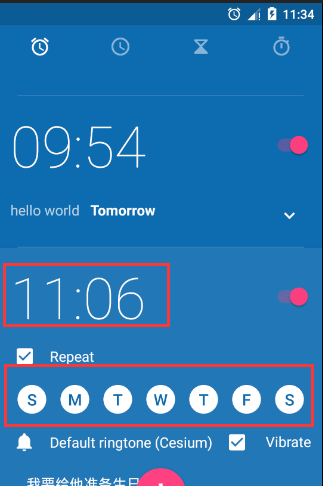 11:34
09:54
hello world Tomorrow
11:06
Repeat
S M T W T F S
Default ringtone (Cesium) Vibrate
我要给他准备生日